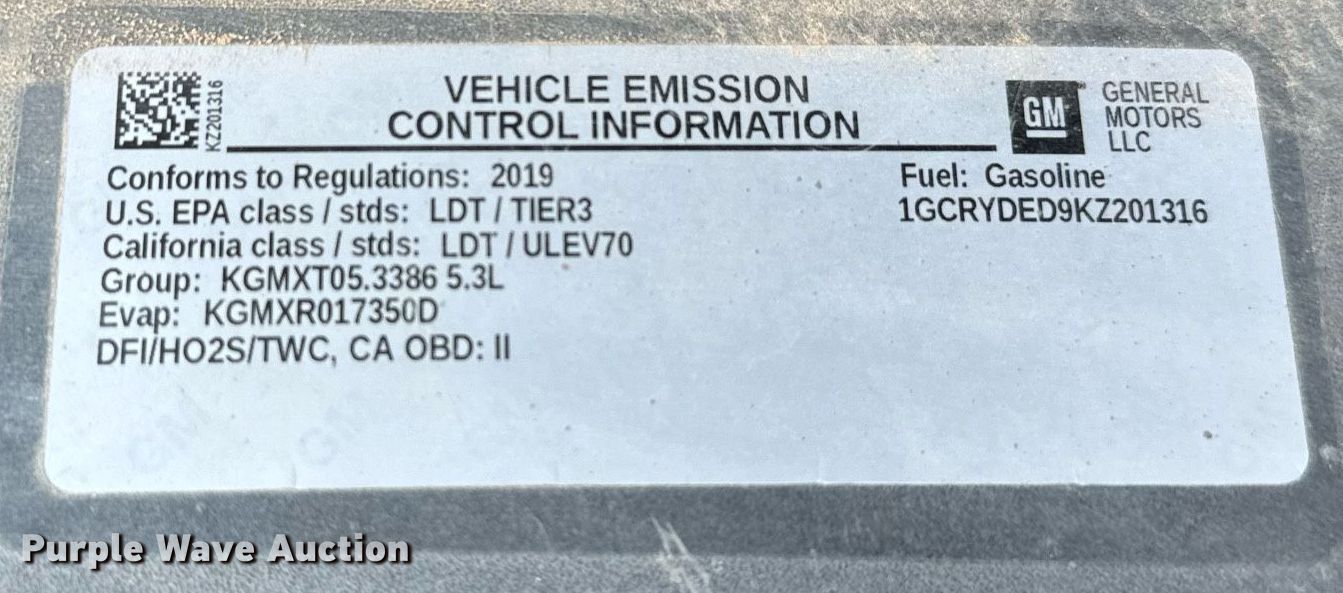 KZ201316
VEHICLE EMISSION
CONTROL INFORMATION
GM
GENERAL
MOTORS
LLC
Conforms to Regulations: 2019
U.S. EPA class / stds: LDT / TIER3
California class / stds: LDT / ULEV70
Group: KGMXT05.3386 5.3L
Evap: KGMXR017350D
DFI/HO2S/TWC, CA OBD: II
Fuel: Gasoline
1GCRYDED9KZ201316
GM
GM
Purple Wave Auction